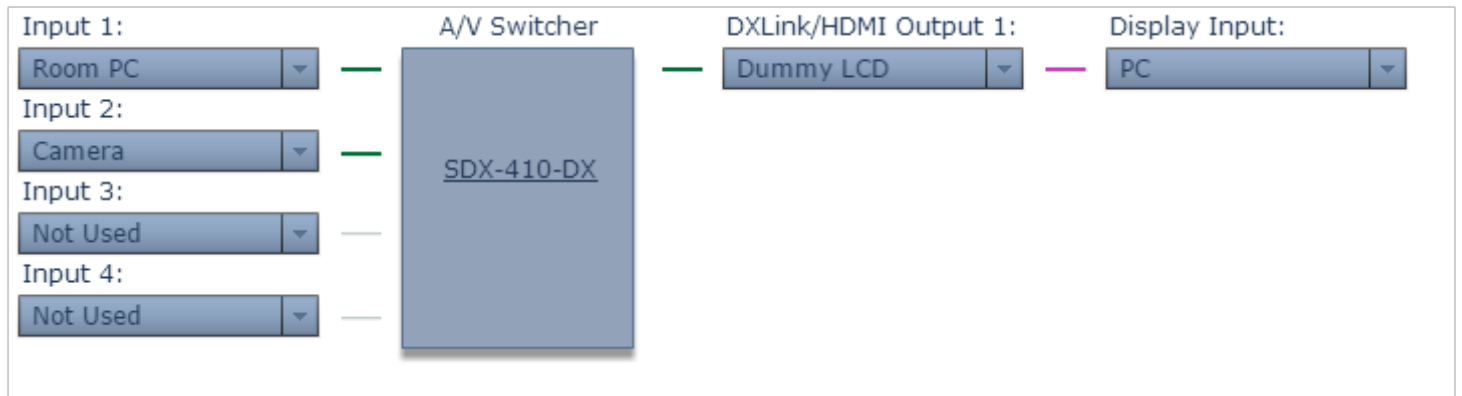 Input 1: A/V Switcher DXLink/HDMI Output 1: Display Input:
Room PC Dummy LCD PC
Input 2:
Camera
SDX-410-DX
Input 3:
Not Used
Input 4:
Not Used